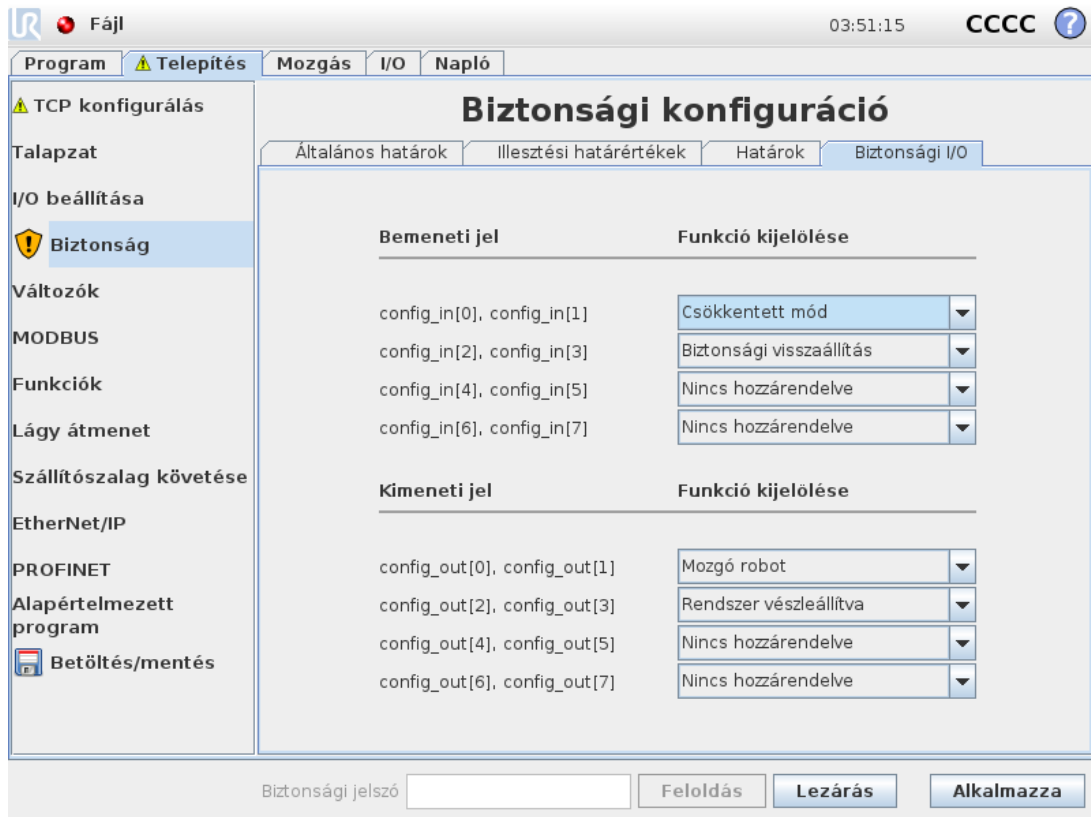 UR Fájl 03:51:15 CCCC ?
Program Telepítés Mozgás I/O Napló
TCP konfigurálás
Talapzat
I/O beállítása
Biztonság
Változók
MODBUS
Funkciók
Lágy átmenet
Szállítószalag követése
EtherNet/IP
PROFINET
Alapértelmezett
program
Betöltés/mentés
Biztonsági konfiguráció
Általános határok Illesztési határértékek Határok Biztonsági I/O
Bemeneti jel Funkció kijelölése
config_in[0], config_in[1] Csökkentett mód
config_in[2], config_in[3] Biztonsági visszaállítás
config_in[4], config_in[5] Nincs hozzárendelve
config_in[6], config_in[7] Nincs hozzárendelve
Kimeneti jel Funkció kijelölése
config_out[0], config_out[1] Mozgó robot
config_out[2], config_out[3] Rendszer vészleállítva
config_out[4], config_out[5] Nincs hozzárendelve
config_out[6], config_out[7] Nincs hozzárendelve
Biztonsági jelszó Feloldás Lezárás Alkalmazza